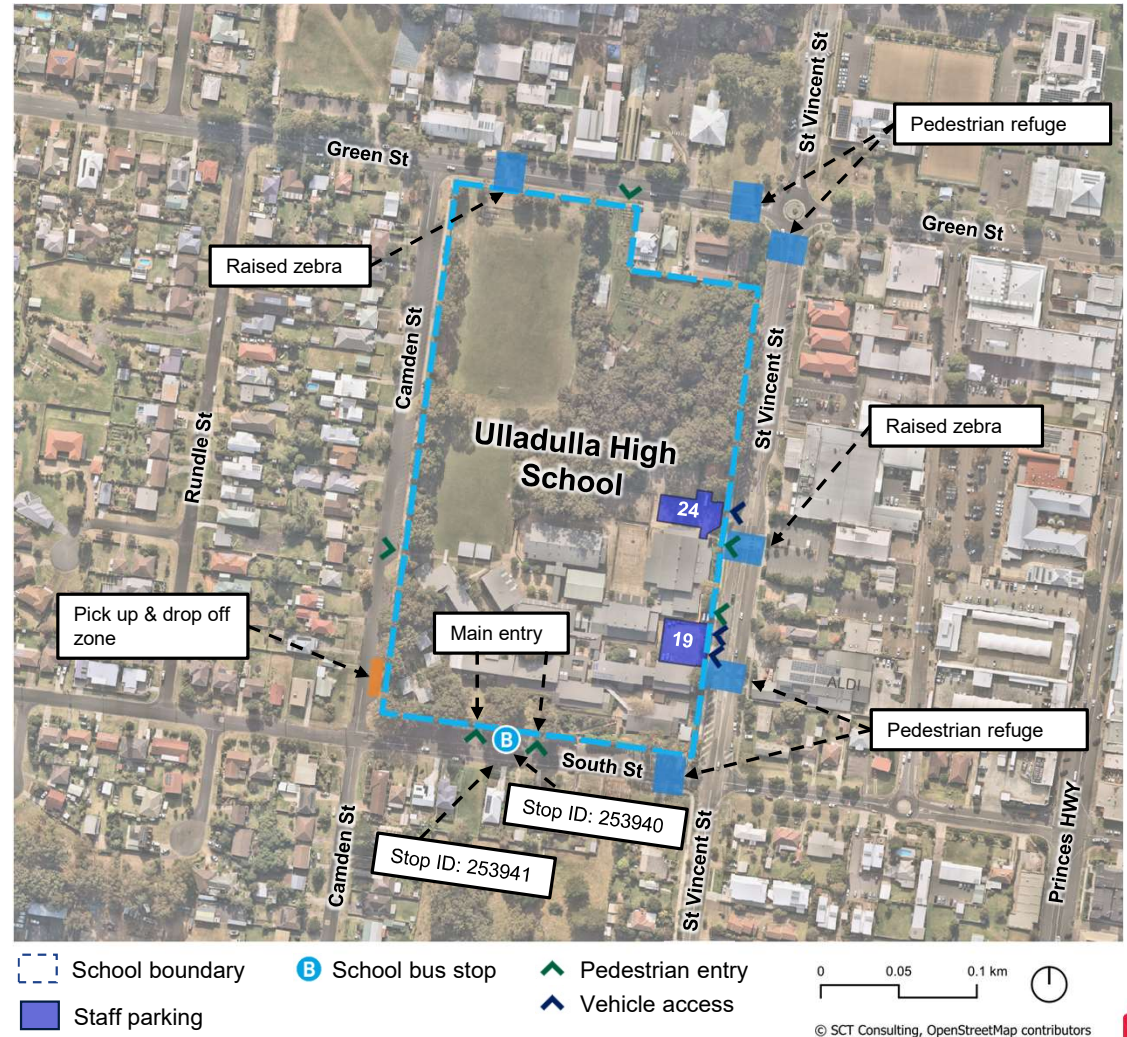 St Vincent St
Pedestrian refuge
Green St
Green St
Raised zebra
Camden St
St Vincent St
Raised zebra
Ulladulla High
School
Rundle St
24
Pick up & drop off
zone
Main entry
19
ALDI
Pedestrian refuge
B
South St
Stop ID: 253940
Stop ID: 253941
Camden St
St Vincent St
Princes HWY
School boundary
B School bus stop
Pedestrian entry
Staff parking
Vehicle access
0 0.05 0.1 km
© SCT Consulting, OpenStreetMap contributors